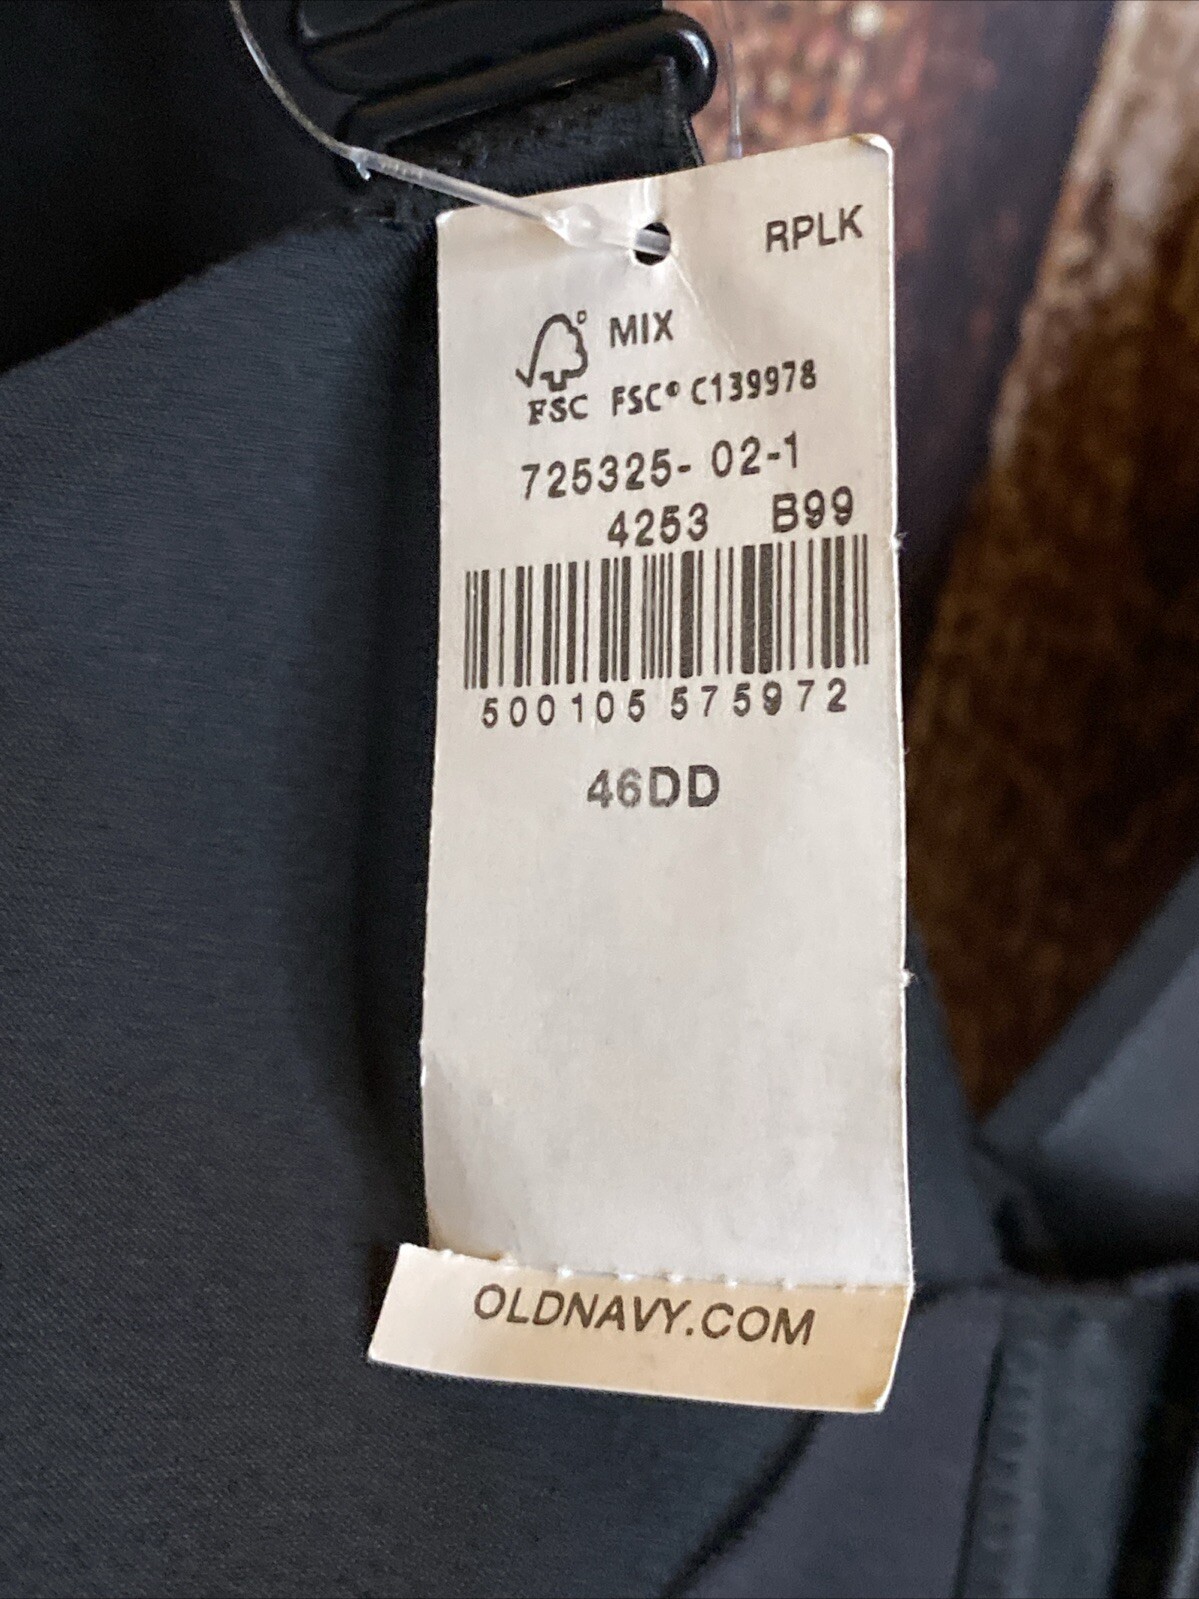 RPLK
MIX
FSC FSC® C139978
725325- 02-1
4253 B99
500105 575972
46DD
OLDNAVY.COM